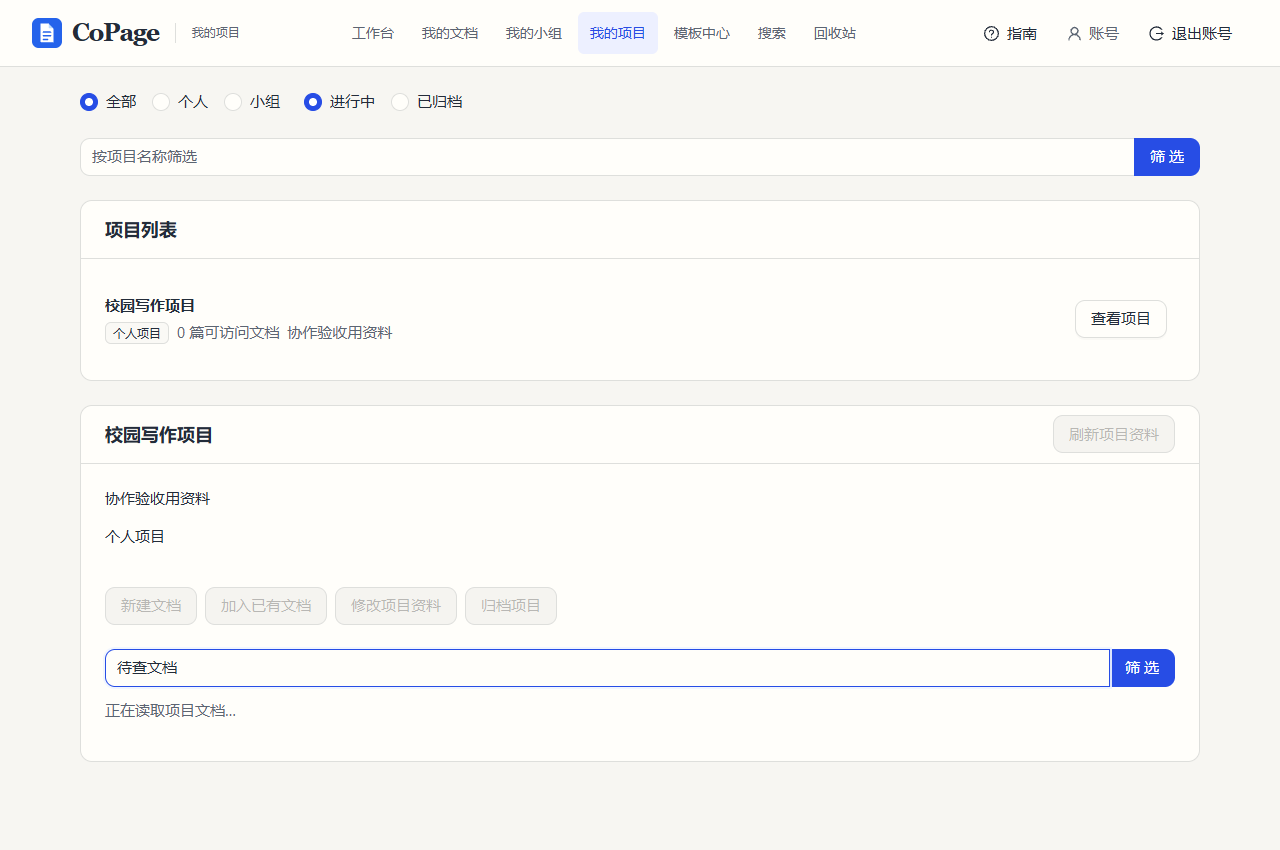 CoPage 我的项目 工作台 我的文档 我的小组 我的项目 模板中心 搜索 回收站 指南 账号 退出账号
全部 个人 小组 进行中 已归档
按项目名称筛选 筛选
项目列表
校园写作项目
个人项目 0 篇可访问文档 协作验收用资料 查看项目
校园写作项目 刷新项目资料
协作验收用资料
个人项目
新建文档 加入已有文档 修改项目资料 归档项目
待查文档 筛选
正在读取项目文档...